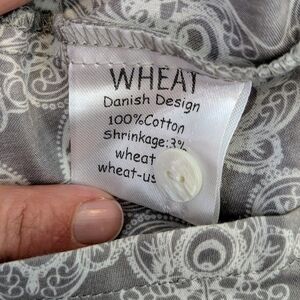 WHEAT
Danish Design
100%Cotton
Shrinkage:3%
wheat
wheat-us